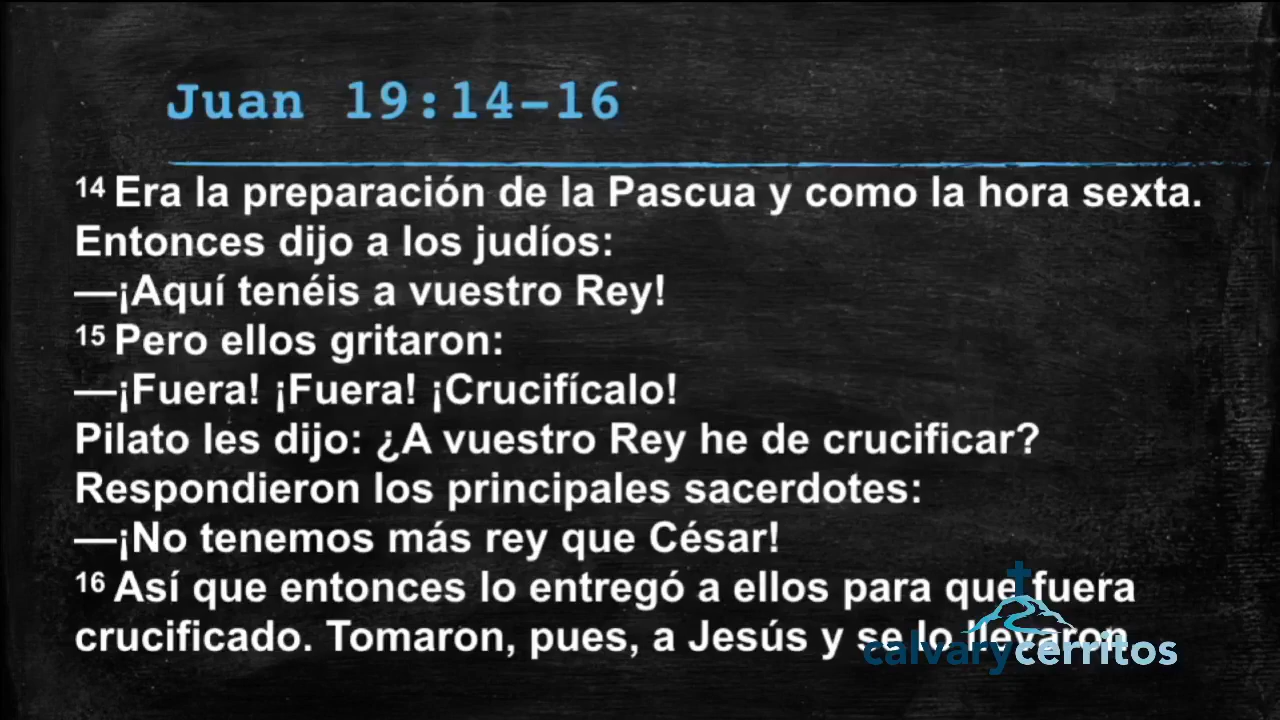 Juan 19:14-16
14 Era la preparación de la Pascua y como la hora sexta.
Entonces dijo a los judíos:
—¡Aquí tenéis a vuestro Rey!
15 Pero ellos gritaron:
—¡Fuera! ¡Fuera! ¡Crucifícalo!
Pilato les dijo: ¿A vuestro Rey he de crucificar?
Respondieron los principales sacerdotes:
—¡No tenemos más rey que César!
16 Así que entonces lo entregó a ellos para que fuera
crucificado. Tomaron, pues, a Jesús y se lo llevaron
calvarycerritos